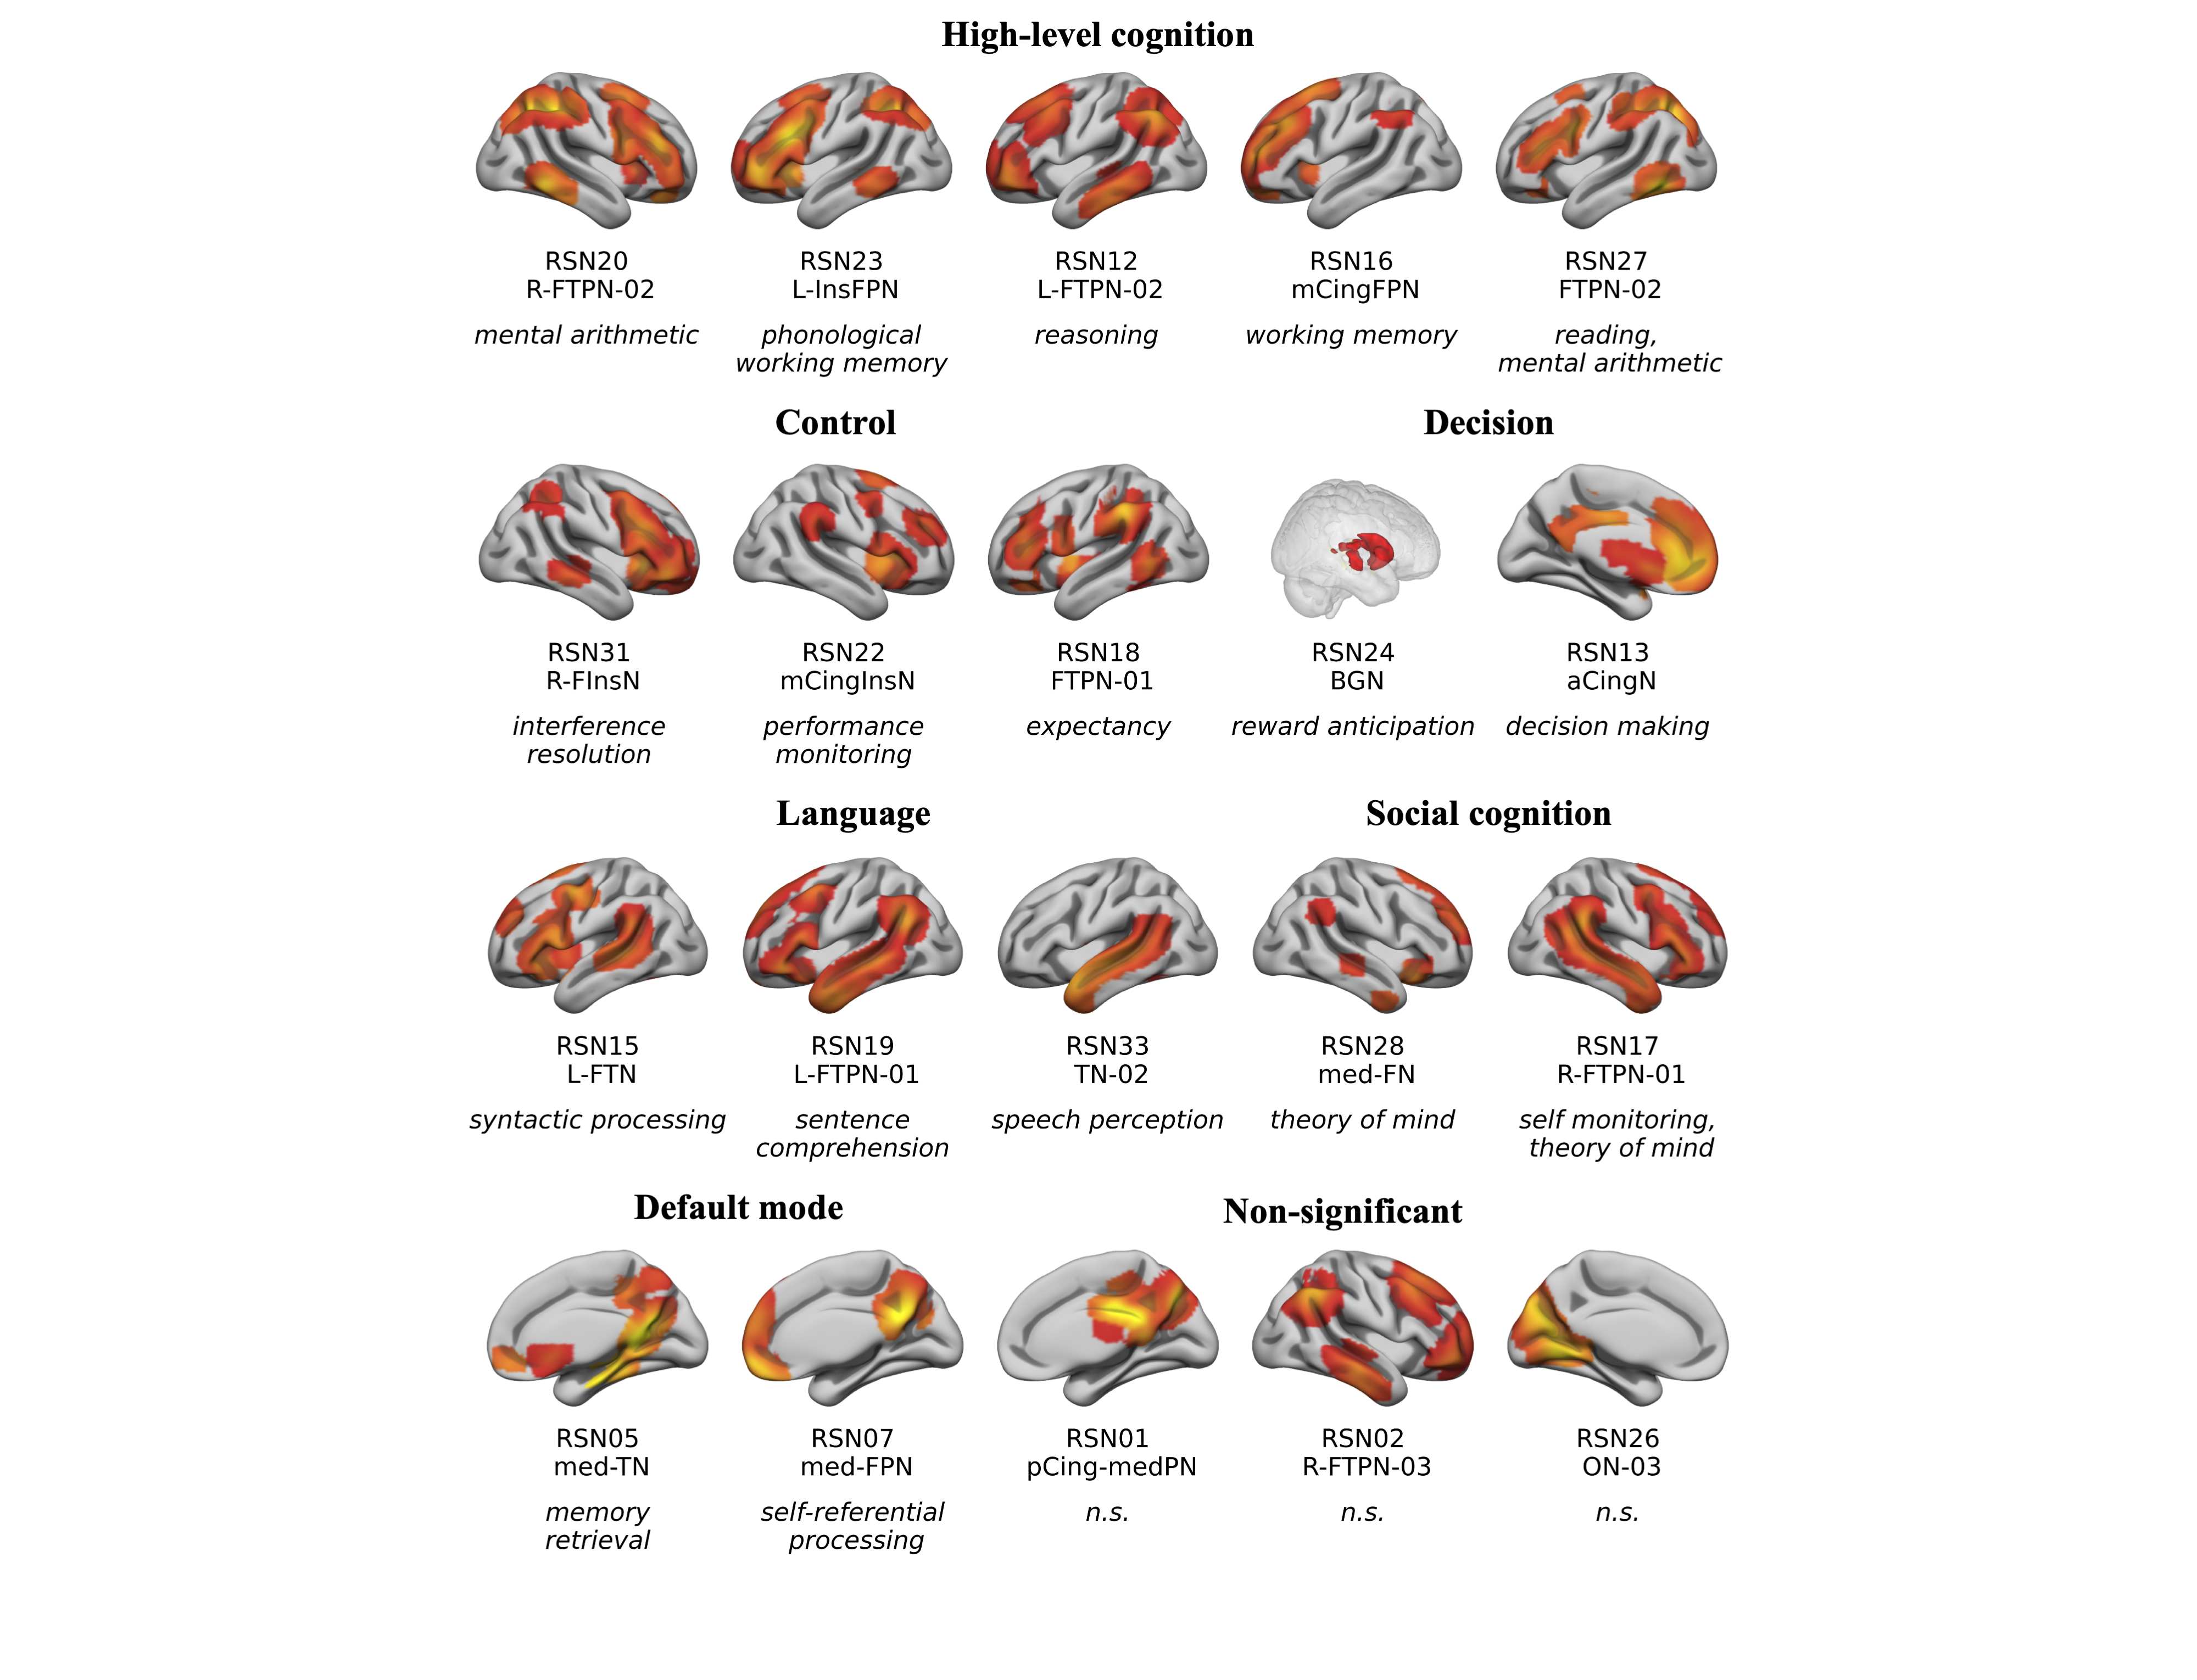 High-level cognition
RSN20
R-FTPN-02
mental arithmetic
RSN23
L-InsFPN
phonological
working memory
RSN12
L-FTPN-02
reasoning
RSN16
mCingFPN
working memory
RSN27
FTPN-02
reading,
mental arithmetic
Control
RSN31
R-FInsN
interference
resolution
RSN22
mCingInsN
performance
monitoring
RSN18
FTPN-01
expectancy
Decision
RSN24
BGN
reward anticipation
RSN13
aCingN
decision making
Language
RSN15
L-FTN
syntactic processing
RSN19
L-FTPN-01
sentence
comprehension
RSN33
TN-02
speech perception
Social cognition
RSN28
med-FN
theory of mind
RSN17
R-FTPN-01
self monitoring,
theory of mind
Default mode
RSN05
med-TN
memory
retrieval
RSN07
med-FPN
self-referential
processing
Non-significant
RSN01
pCing-medPN
n.s.
RSN02
R-FTPN-03
n.s.
RSN26
ON-03
n.s.